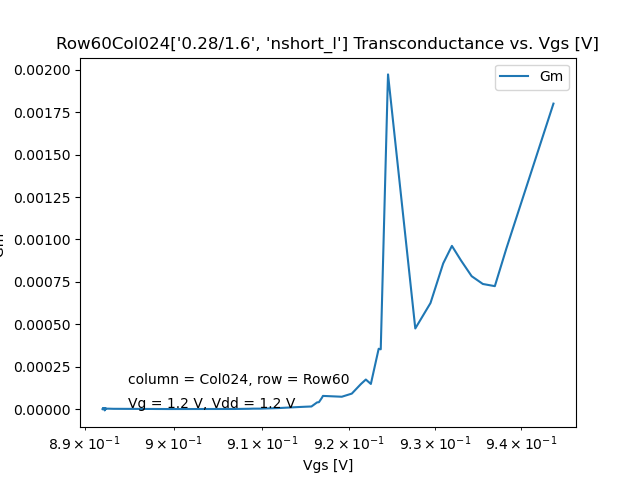 Row60Col024['0.28/1.6', 'nshort_l'] Transconductance vs. Vgs [V]
Gm
0.00200
0.00175
0.00150
0.00125
0.00100
0.00075
0.00050
0.00025
0.00000
column = Col024, row = Row60
Vg = 1.2 V, Vdd = 1.2 V
8.9 × 10⁻¹ 9 × 10⁻¹ 9.1 × 10⁻¹ 9.2 × 10⁻¹ 9.3 × 10⁻¹ 9.4 × 10⁻¹
Vgs [V]